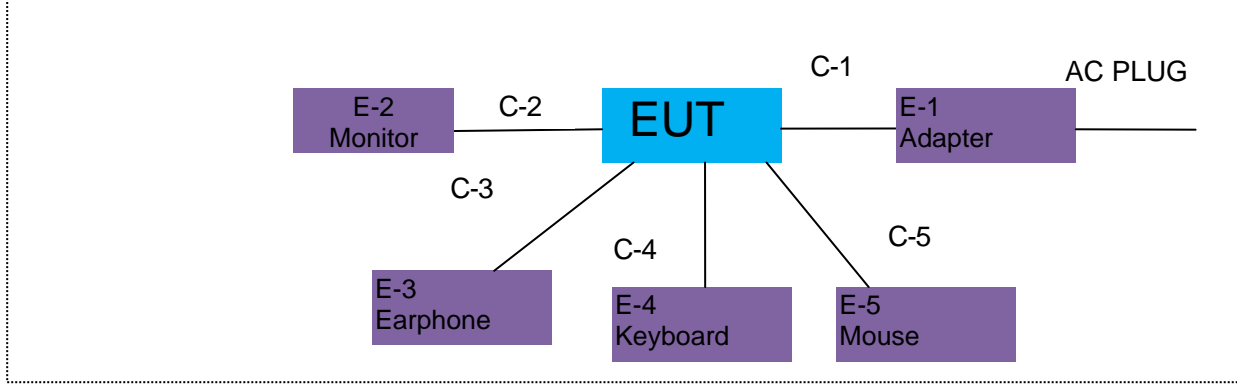 C-1
AC PLUG
E-2
Monitor
C-2
EUT
E-1
Adapter
C-3
C-4
C-5
E-3
Earphone
E-4
Keyboard
E-5
Mouse